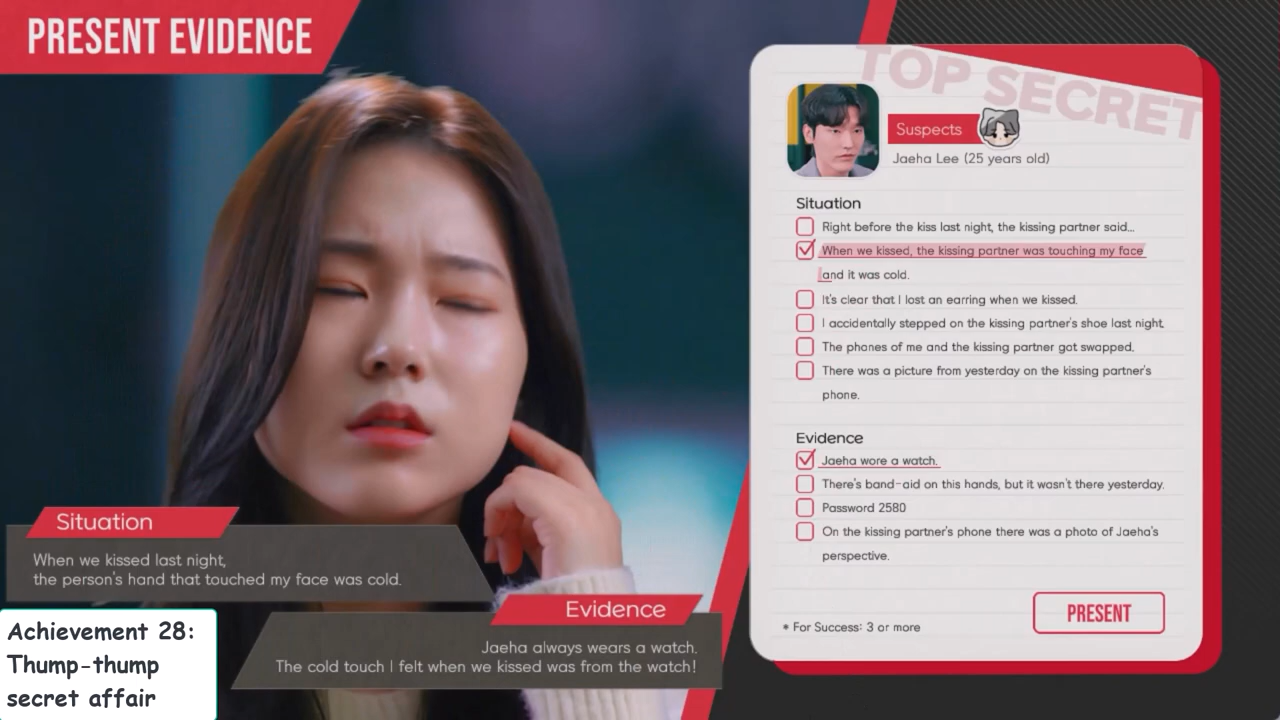 PRESENT EVIDENCE
TOP SECRET
Suspects
Jaeha Lee (25 years old)
Situation
Right before the kiss last night, the kissing partner said...
When we kissed, the kissing partner was touching my face
and it was cold.
It's clear that I lost an earring when we kissed.
I accidentally stepped on the kissing partner's shoe last night.
The phones of me and the kissing partner got swapped.
There was a picture from yesterday on the kissing partner's
phone.
Evidence
Jaeha wore a watch.
There's band-aid on this hands, but it wasn't there yesterday.
Password 2580
On the kissing partner's phone there was a photo of Jaeha's
perspective.
* For Success: 3 or more
PRESENT
Situation
When we kissed last night,
the person's hand that touched my face was cold.
Evidence
Jaeha always wears a watch.
The cold touch I felt when we kissed was from the watch!
Achievement 28:
Thump-thump
secret affair